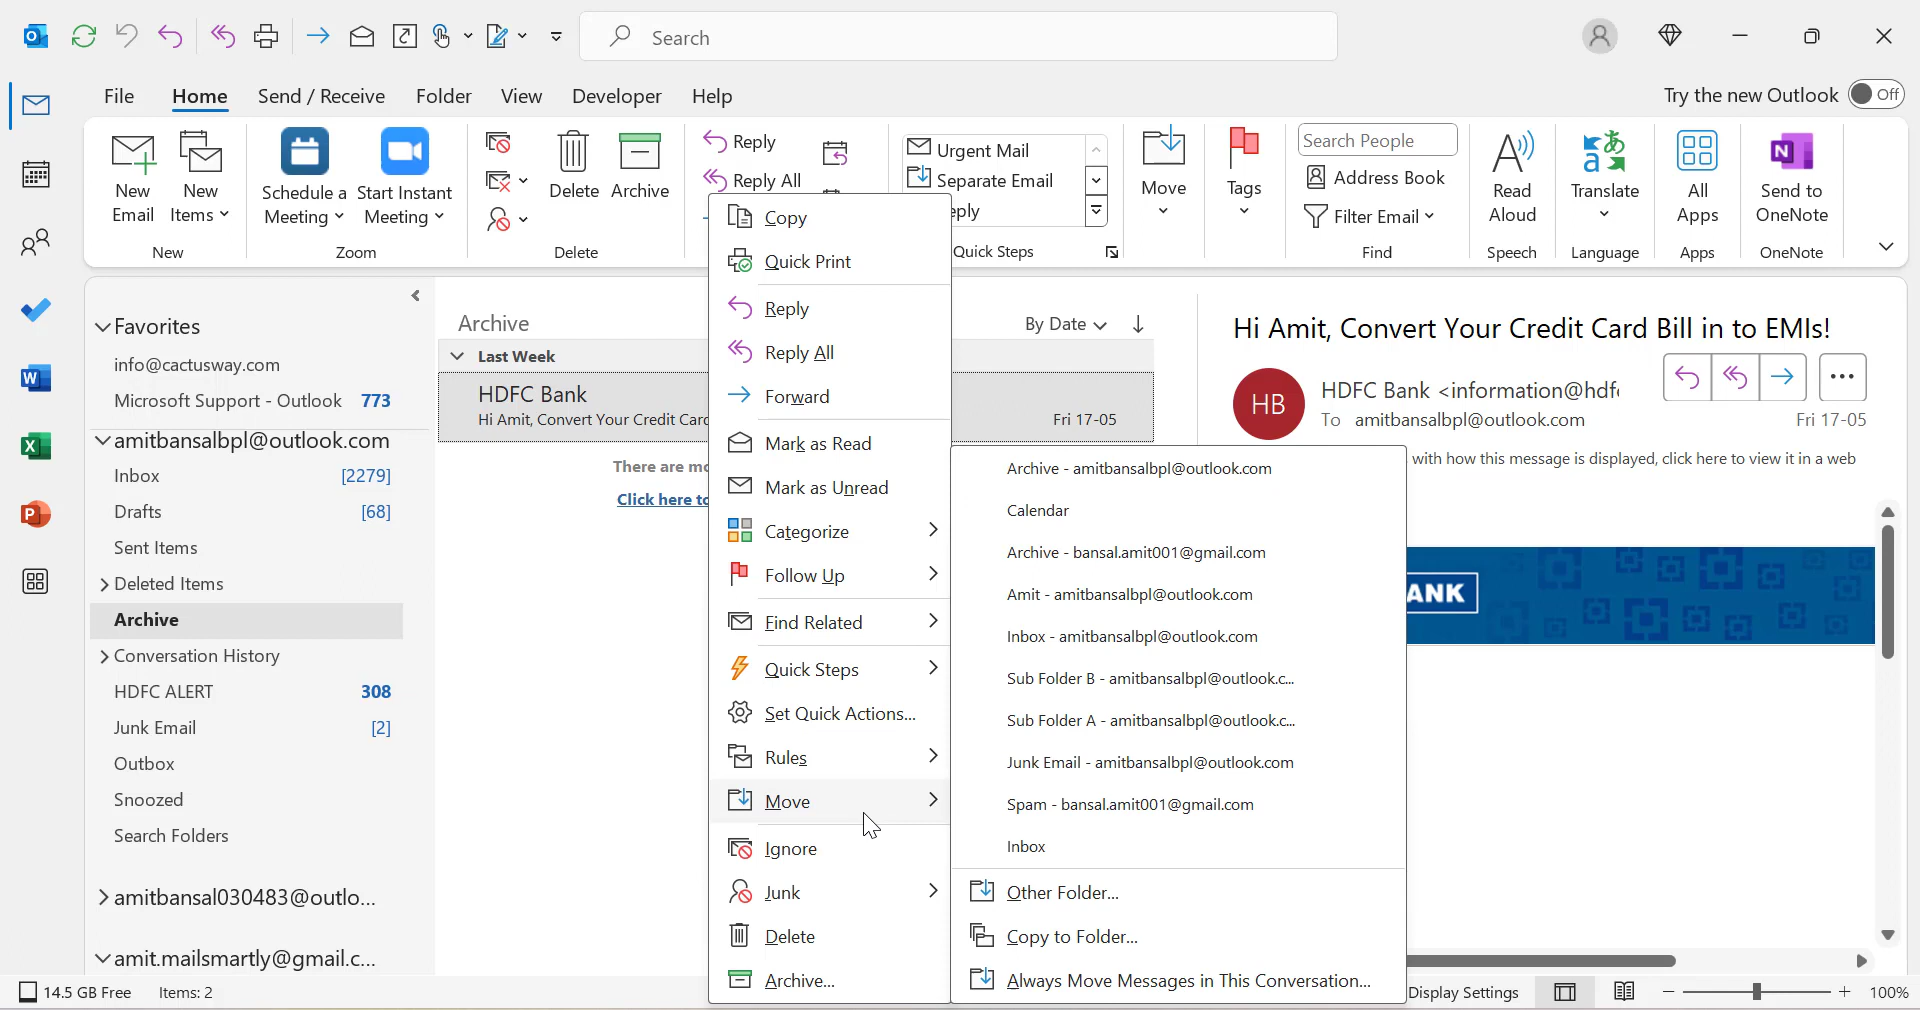 Search
File Home Send / Receive Folder View Developer Help
Try the new Outlook Off
New Email
New Items
New
Schedule a Meeting
Start Instant Meeting
Zoom
Delete
Archive
Delete
Reply
Reply All
Urgent Mail
Separate Email
Quick Steps
Move
Tags
Search People
Address Book
Filter Email
Find
Read Aloud
Speech
Translate
Language
All Apps
Apps
Send to OneNote
OneNote
Favorites
info@cactusway.com
Microsoft Support - Outlook 773
amitbansalbpl@outlook.com
Inbox [2279]
Drafts [68]
Sent Items
Deleted Items
Archive
Conversation History
HDFC ALERT 308
Junk Email [2]
Outbox
Snoozed
Search Folders
amitbansal030483@outlo...
amit.mailsmartly@gmail.c...
Archive
By Date
Last Week
HDFC Bank
Hi Amit, Convert Your Credit Card
Fri 17-05
There are
Click here
Copy
Quick Print
Reply
Reply All
Forward
Mark as Read
Mark as Unread
Categorize
Follow Up
Find Related
Quick Steps
Set Quick Actions...
Rules
Move
Ignore
Junk
Delete
Archive...
Archive - amitbansalbpl@outlook.com
Calendar
Archive - bansal.amit001@gmail.com
Amit - amitbansalbpl@outlook.com
Inbox - amitbansalbpl@outlook.com
Sub Folder B - amitbansalbpl@outlook.c...
Sub Folder A - amitbansalbpl@outlook.c...
Junk Email - amitbansalbpl@outlook.com
Spam - bansal.amit001@gmail.com
Inbox
Other Folder...
Copy to Folder...
Always Move Messages in This Conversation...
Hi Amit, Convert Your Credit Card Bill in to EMIs!
HB
HDFC Bank <information@hdf
To amitbansalbpl@outlook.com
Fri 17-05
with how this message is displayed, click here to view it in a web
ANK
14.5 GB Free Items: 2
Display Settings
100%